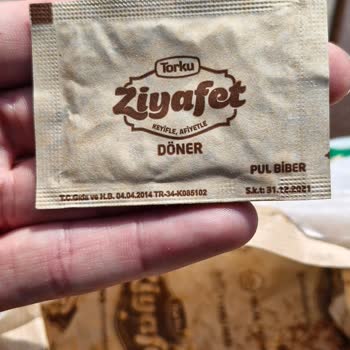 Torku
Ziyafet
KEYİFLE, AFİYETLE
DÖNER
PUL BİBER
T.C.Gıda ve H.B. 04.04.2014 TR-34-K085102
S.k.t: 31.12.2021